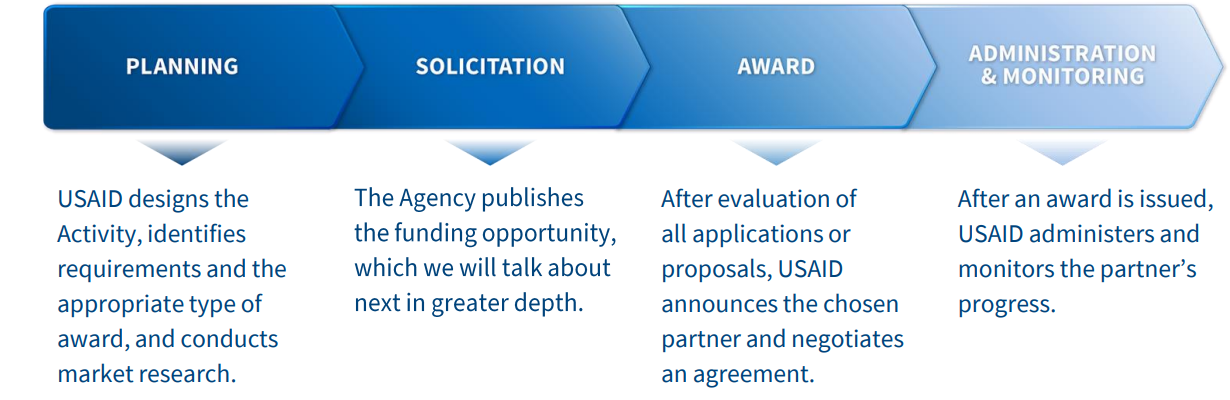 PLANNING
SOLICITATION
AWARD
ADMINISTRATION
& MONITORING
USAID designs the
Activity, identifies
requirements and the
appropriate type of
award, and conducts
market research.
The Agency publishes
the funding opportunity,
which we will talk about
next in greater depth.
After evaluation of
all applications or
proposals, USAID
announces the chosen
partner and negotiates
an agreement.
After an award is issued,
USAID administers and
monitors the partner’s
progress.